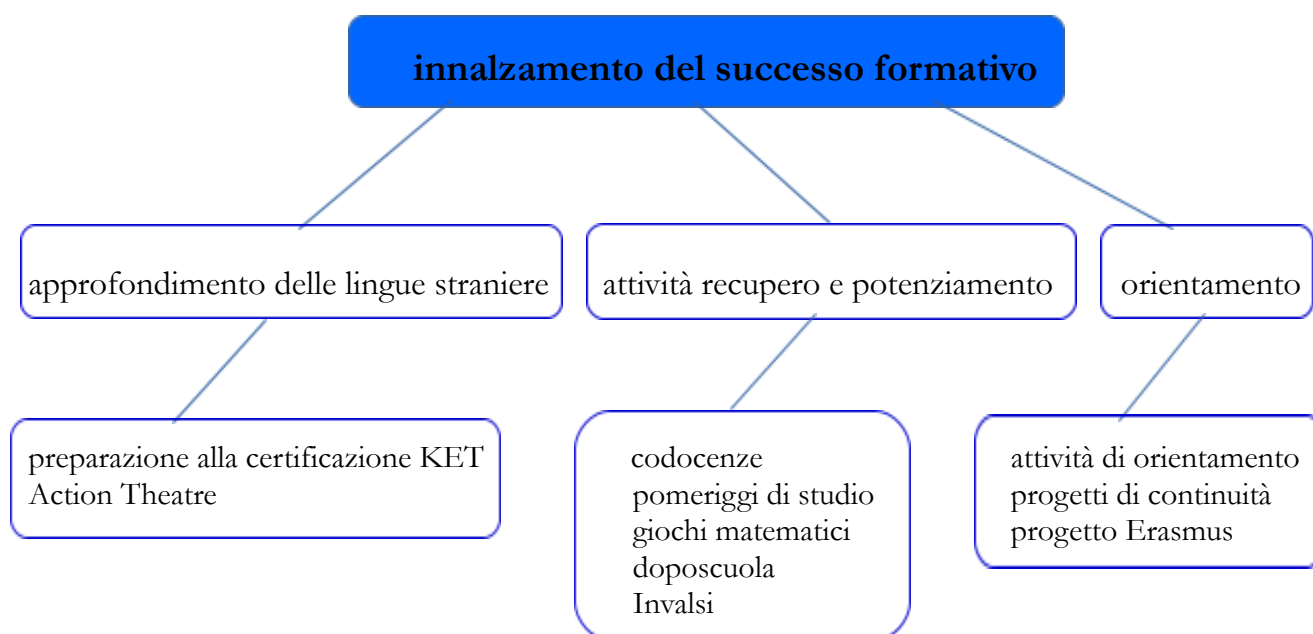 innalzamento del successo formativo
approfondimento delle lingue straniere
attività recupero e potenziamento
orientamento
preparazione alla certificazione KET
Action Theatre
codocenze
pomeriggi di studio
giochi matematici
doposcuola
Invalsi
attività di orientamento
progetti di continuità
progetto Erasmus